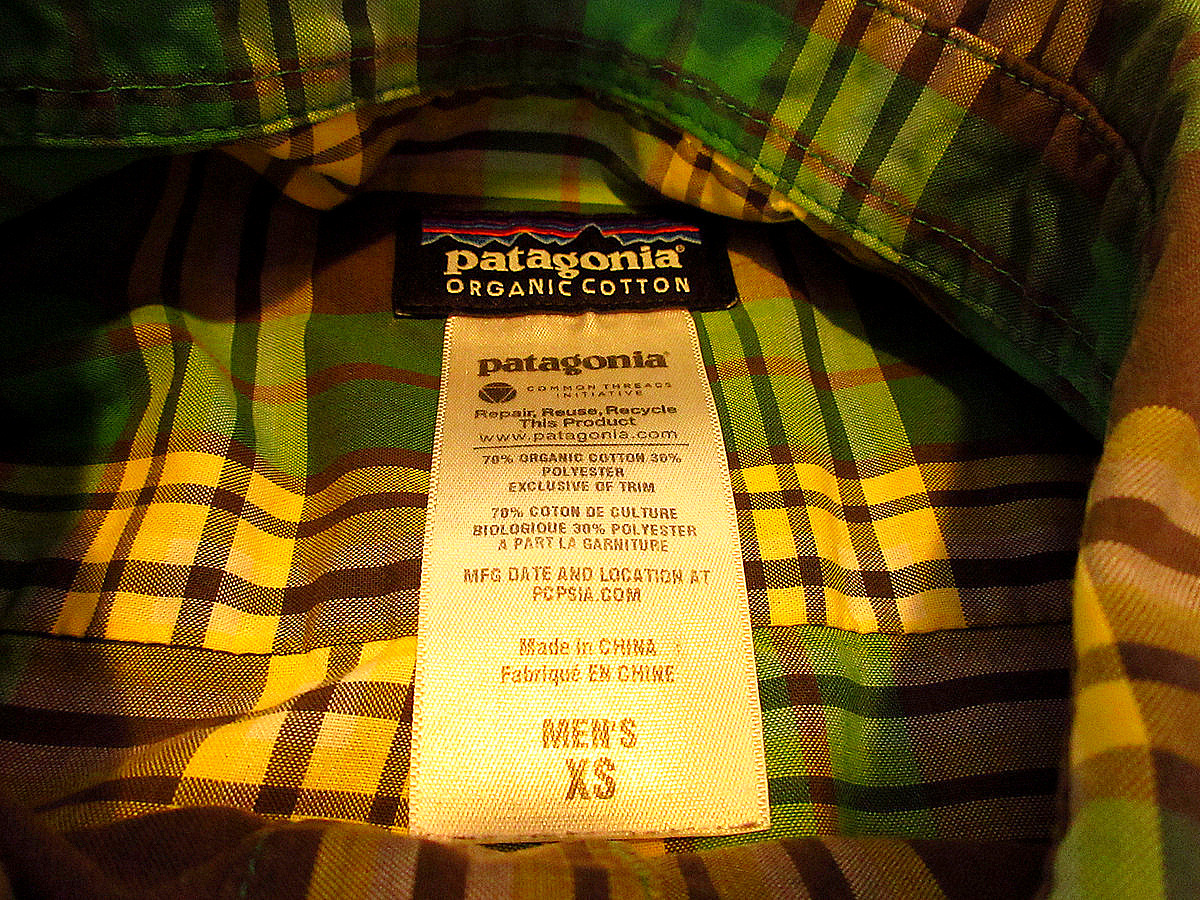 patagonia®
ORGANIC COTTON
patagonia®
COMMON THREADS
INITIATIVE
Repair, Reuse, Recycle
This Product
www.patagonia.com
70% ORGANIC COTTON 30%
POLYESTER
EXCLUSIVE OF TRIM
70% COTON DE CULTURE
BIOLOGIQUE 30% POLYESTER
A PART LA GARNITURE
MFG DATE AND LOCATION AT
PCPSIA.COM
Made in CHINA
Fabriqué EN CHINE
MEN'S
XS